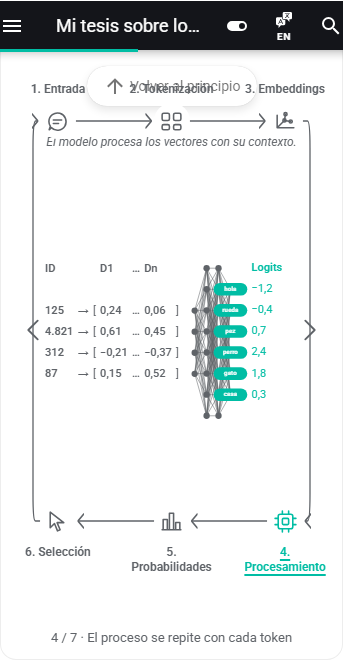 Mi tesis sobre lo...
EN
Volver al principio
1. Entrada
2. Tokenización
3. Embeddings
El modelo procesa los vectores con su contexto.
ID D1 ... Dn
Logits
hola −1,2
125 → [ 0,24 ... 0,06 ] rueda −0,4
4.821 → [ 0,61 ... 0,45 ] paz 0,7
312 → [ −0,21 ... −0,37 ] perro 2,4
87 → [ 0,15 ... 0,52 ] gato 1,8
casa 0,3
6. Selección
5.
Probabilidades
4.
Procesamiento
4 / 7 · El proceso se repite con cada token